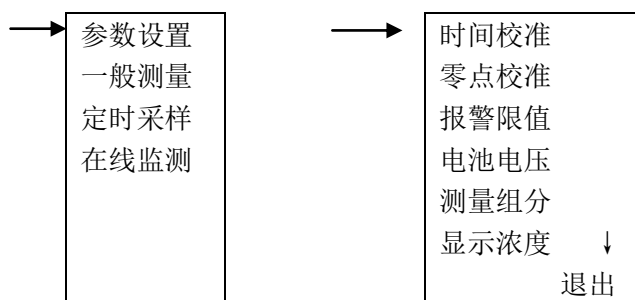 参数设置
一般测量
定时采样
在线监测
时间校准
零点校准
报警限值
电池电压
测量组分
显示浓度 ↓
退出